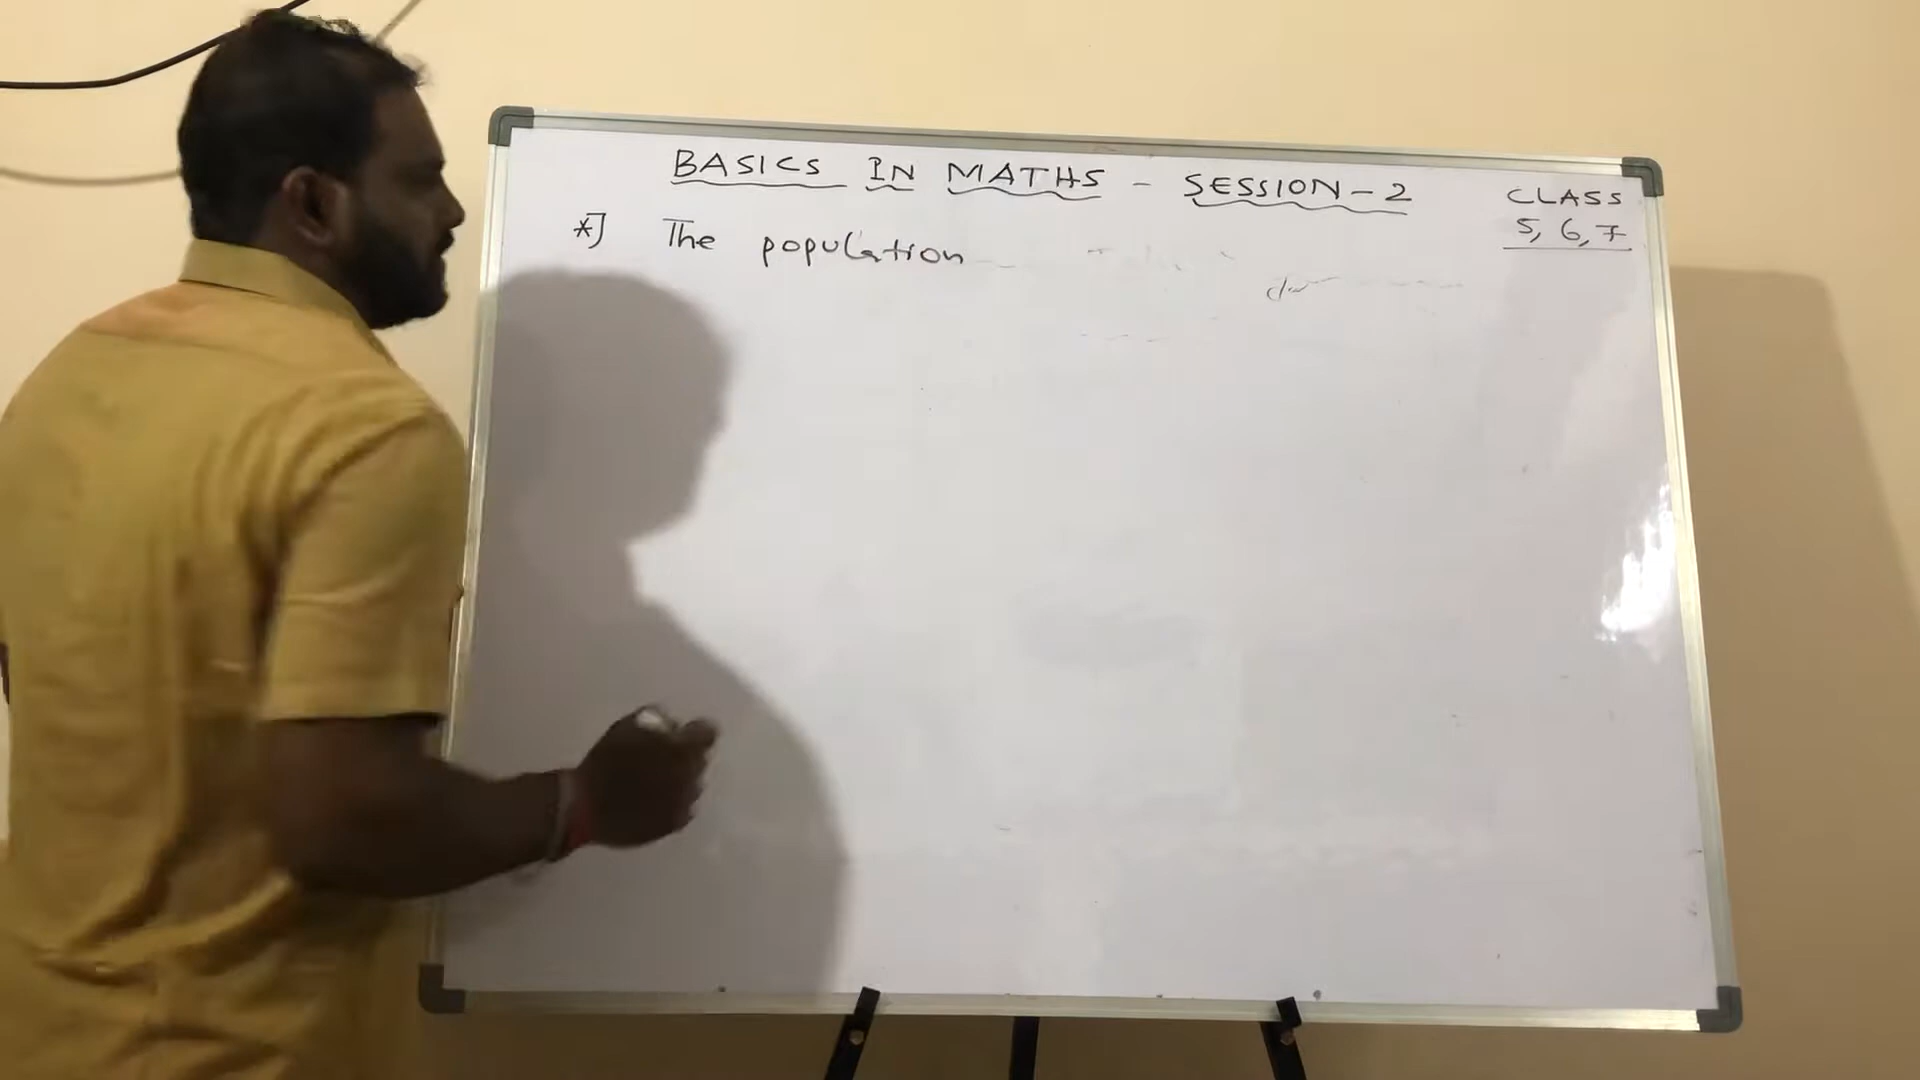 BASICS IN MATHS - SESSION-2
CLASS
5, 6, 7
*] The population